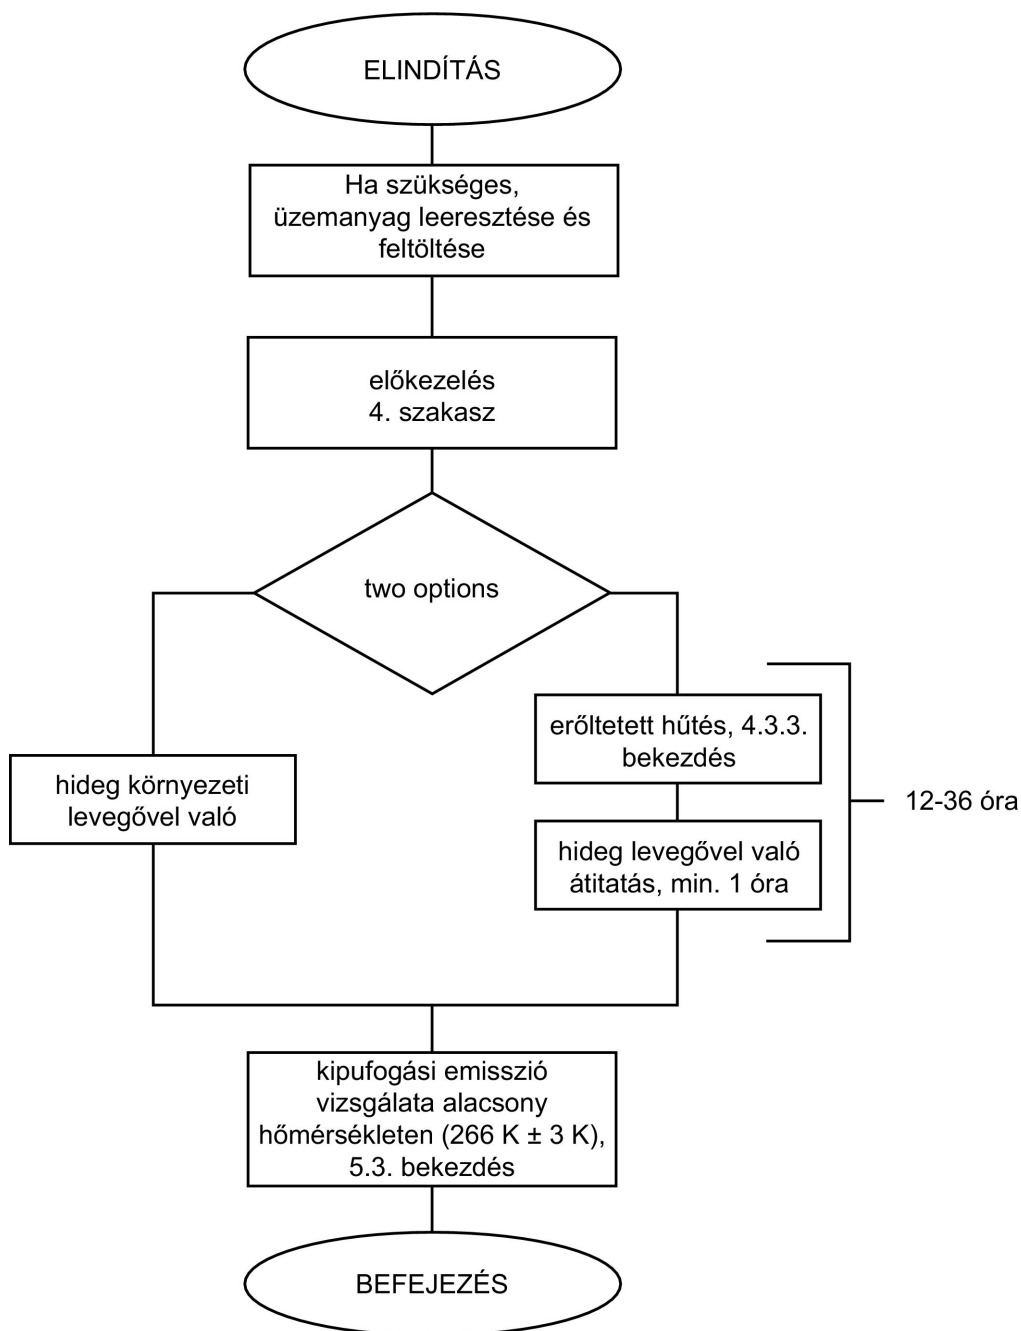 ELINDÍTÁS
Ha szükséges,
üzemanyag leeresztése és
feltöltése
előkezelés
4. szakasz
two options
hideg környezeti
levegővel való
erőltetett hűtés, 4.3.3.
bekezdés
hideg levegővel való
átitatás, min. 1 óra
12-36 óra
kipufogási emisszió
vizsgálata alacsony
hőmérsékleten (266 K ± 3 K),
5.3. bekezdés
BEFEJEZÉS